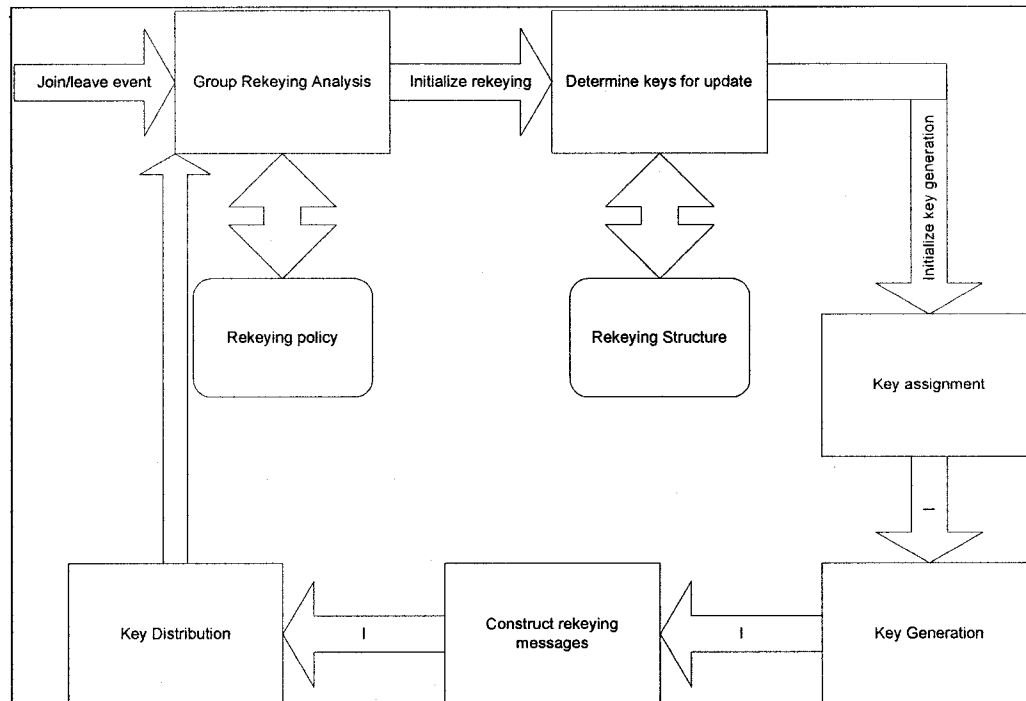 Join/leave event
Group Rekeying Analysis
Initialize rekeying
Determine keys for update
Initialize key generation
Rekeying policy
Rekeying Structure
Key assignment
I
Key Distribution
I
Construct rekeying
messages
I
Key Generation